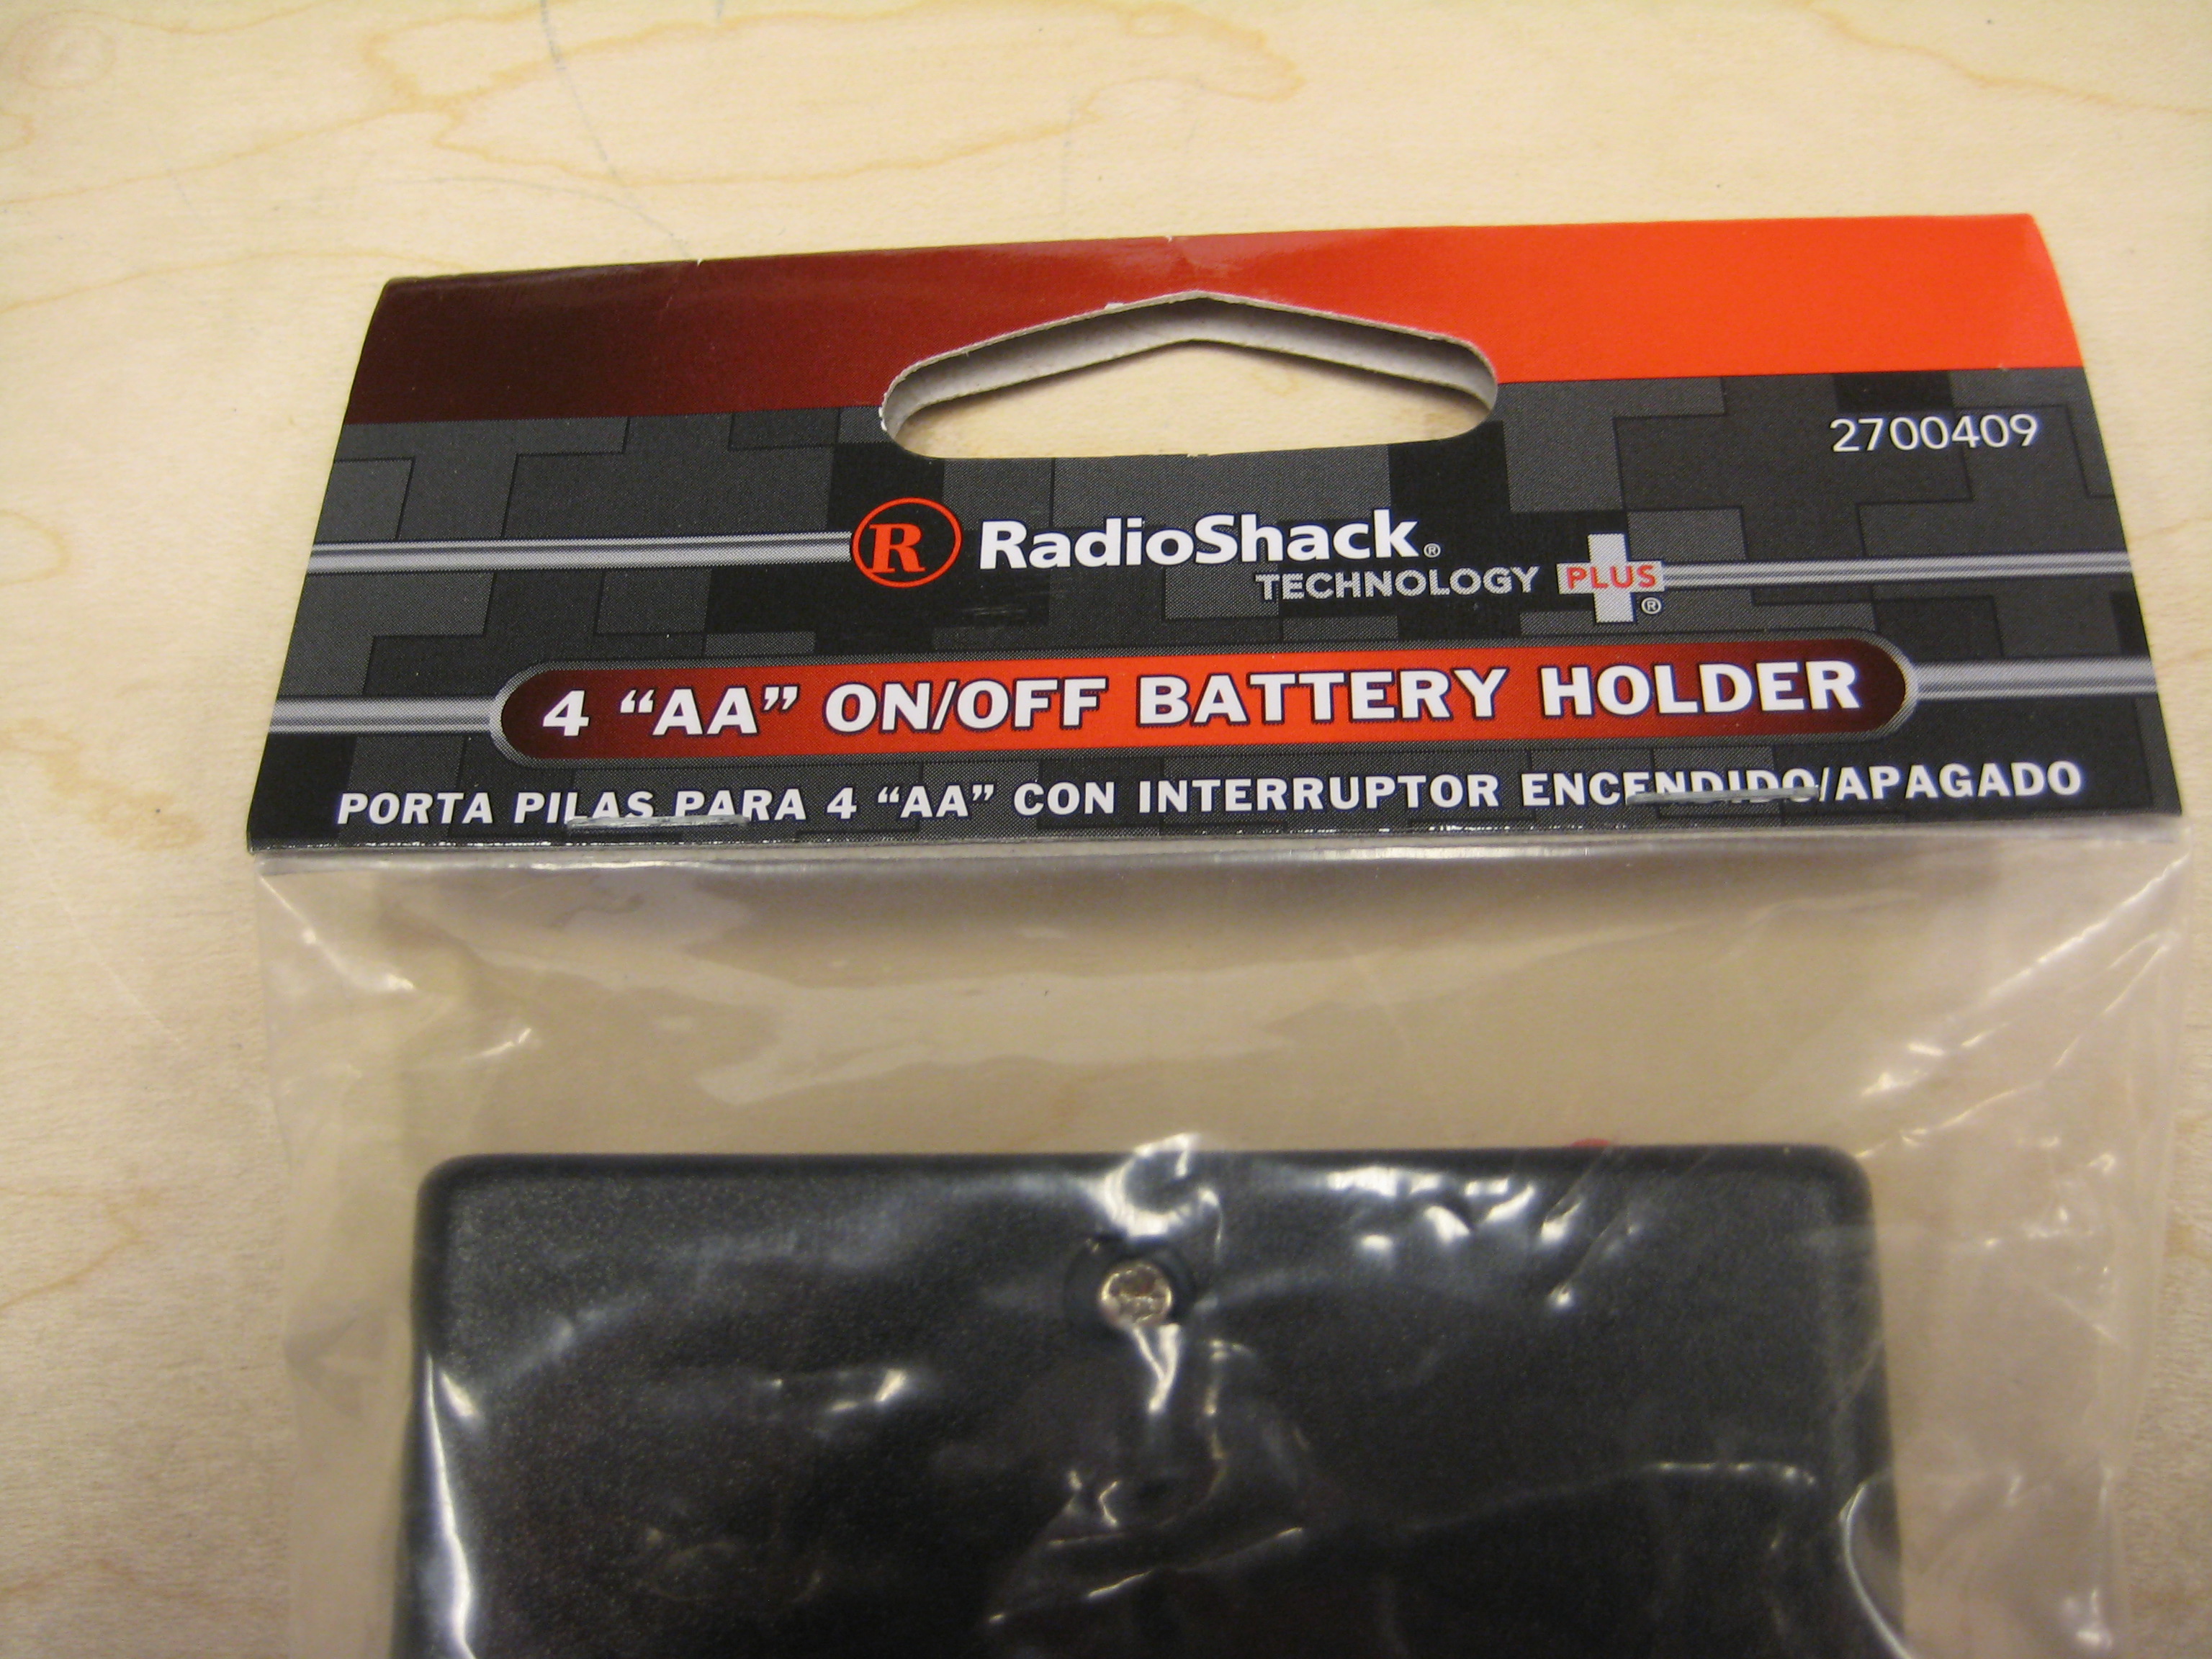 2700409
R RadioShack®
TECHNOLOGY PLUS®
4 “AA” ON/OFF BATTERY HOLDER
PORTA PILAS PARA 4 “AA” CON INTERRUPTOR ENCENDIDO/APAGADO